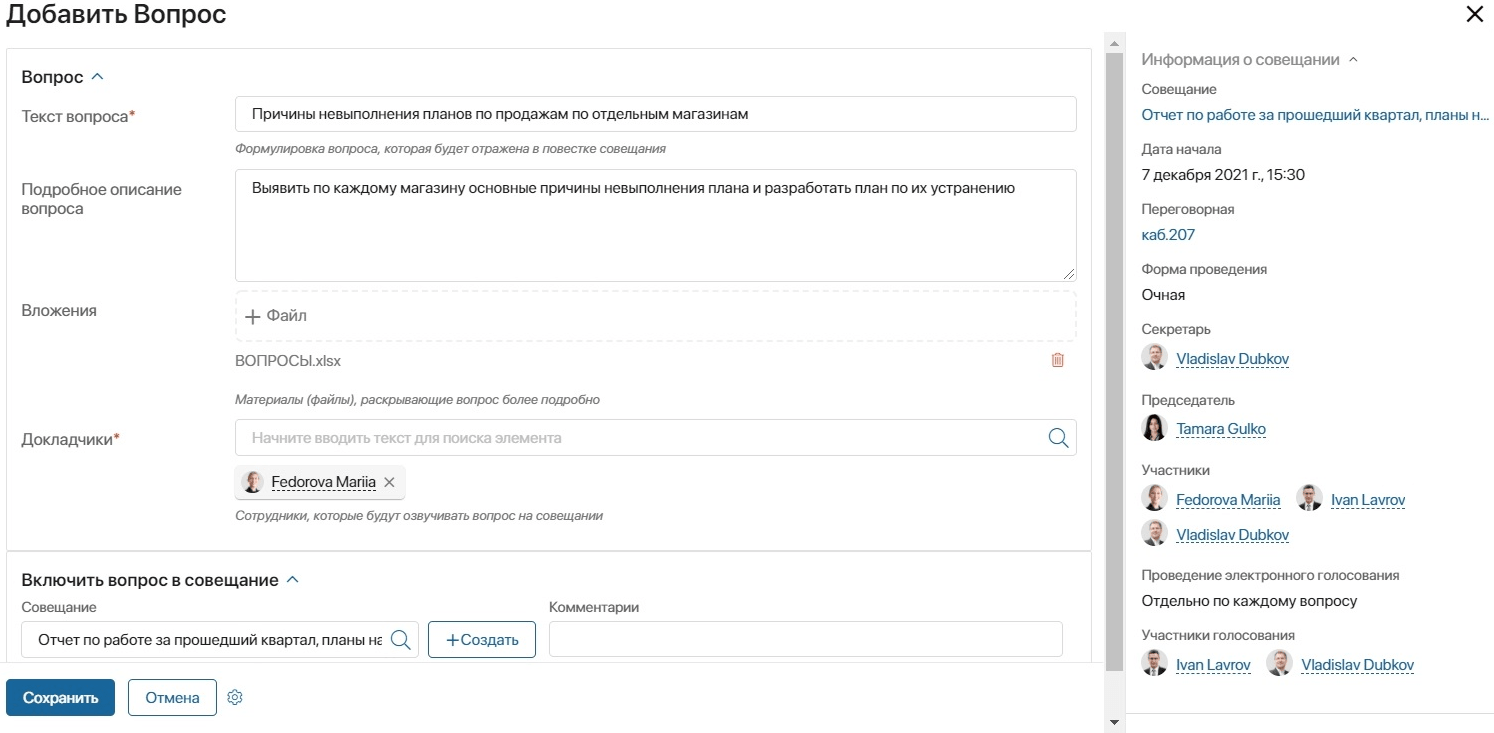 Добавить Вопрос
Вопрос
Текст вопроса*
Причины невыполнения планов по продажам по отдельным магазинам
Формулировка вопроса, которая будет отражена в повестке совещания
Подробное описание
вопроса
Выявить по каждому магазину основные причины невыполнения плана и разработать план по их устранению
Вложения
+ Файл
ВОПРОСЫ.xlsx
Материалы (файлы), раскрывающие вопрос более подробно
Докладчики*
Начните вводить текст для поиска элемента
Fedorova Mariia
Сотрудники, которые будут озвучивать вопрос на совещании
Включить вопрос в совещание
Совещание
Отчет по работе за прошедший квартал, планы на
+Создать
Комментарии
Сохранить
Отмена
Информация о совещании
Совещание
Отчет по работе за прошедший квартал, планы н...
Дата начала
7 декабря 2021 г., 15:30
Переговорная
каб.207
Форма проведения
Очная
Секретарь
Vladislav Dubkov
Председатель
Tamara Gulko
Участники
Fedorova Mariia Ivan Lavrov
Vladislav Dubkov
Проведение электронного голосования
Отдельно по каждому вопросу
Участники голосования
Ivan Lavrov Vladislav Dubkov